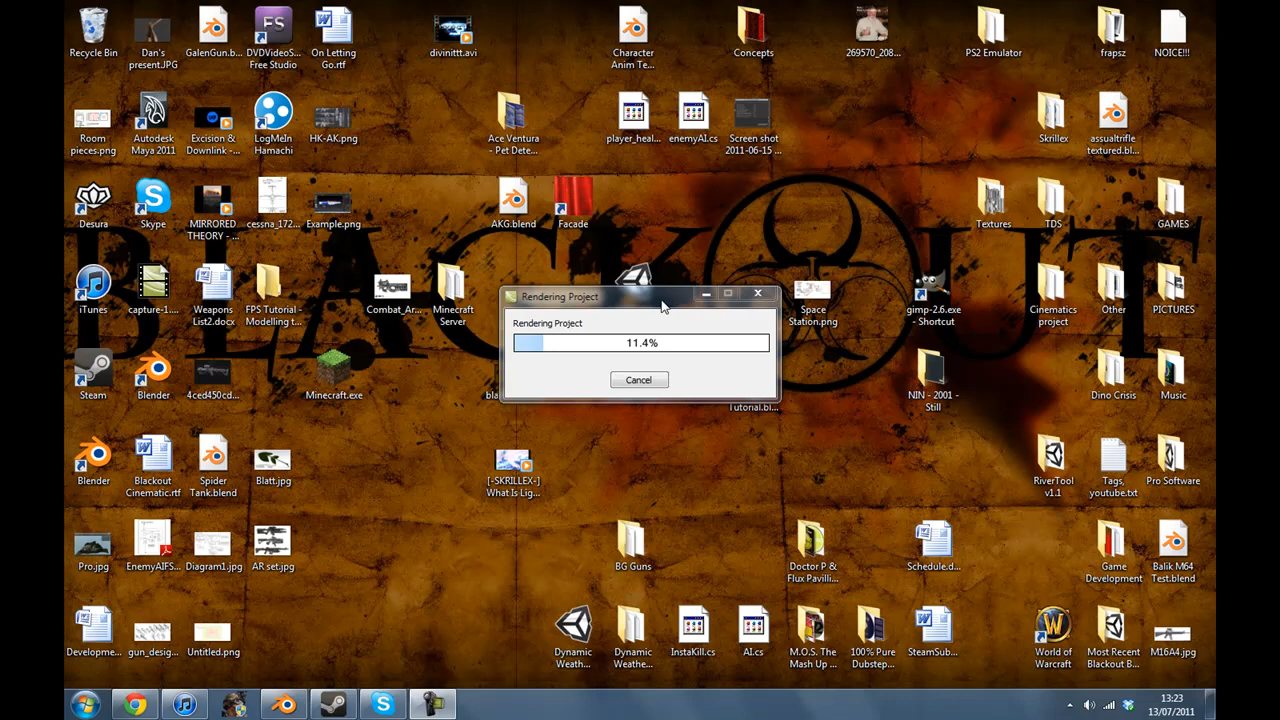 Recycle Bin
Dan's
present.JPG
GalenGun.b...
DVDVideoS...
Free Studio
On Letting
Go.rtf
divinittt.avi
Character
Anim Te...
Concepts
269570_208...
PS2 Emulator
frapsz
NOICE!!!
Room
pieces.png
Autodesk
Maya 2011
Excision &
Downlink -...
LogMeIn
Hamachi
HK-AK.png
Ace Ventura
- Pet Dete...
player_heal...
enemyAI.cs
Screen shot
2011-06-15 ...
Skrillex
assualtrifle
textured.bl...
Desura
Skype
MIRRORED
THEORY - ...
cessna_172...
Example.png
AKG.blend
Facade
Textures
TDS
GAMES
BLACKOUT
iTunes
capture-1....
Weapons
List2.docx
FPS Tutorial -
Modelling t...
Combat_Ar...
Minecraft
Server
Space
Station.png
gimp-2.6.exe
- Shortcut
Cinematics
project
Other
PICTURES
Rendering Project
Rendering Project
11.4%
Cancel
Steam
Blender
4ced450cd...
Minecraft.exe
bla
Tutorial.bl...
NIN - 2001 -
Still
Dino Crisis
Music
Blender
Blackout
Cinematic.rtf
Spider
Tank.blend
Blatt.jpg
[-SKRILLEX-]
What Is Lig...
RiverTool
v1.1
Tags,
youtube.txt
Pro Software
Pro.jpg
EnemyAIFS...
Diagram1.jpg
AR set.jpg
BG Guns
Doctor P &
Flux Pavilli...
Schedule.d...
Game
Development
Balik M64
Test.blend
Developme...
gun_desig...
Untitled.png
Dynamic
Weath...
Dynamic
Weathe...
InstaKill.cs
AI.cs
M.O.S. The
Mash Up ...
100% Pure
Dubstep...
SteamSub...
World of
Warcraft
Most Recent
Blackout B...
M16A4.jpg
13:23
13/07/2011